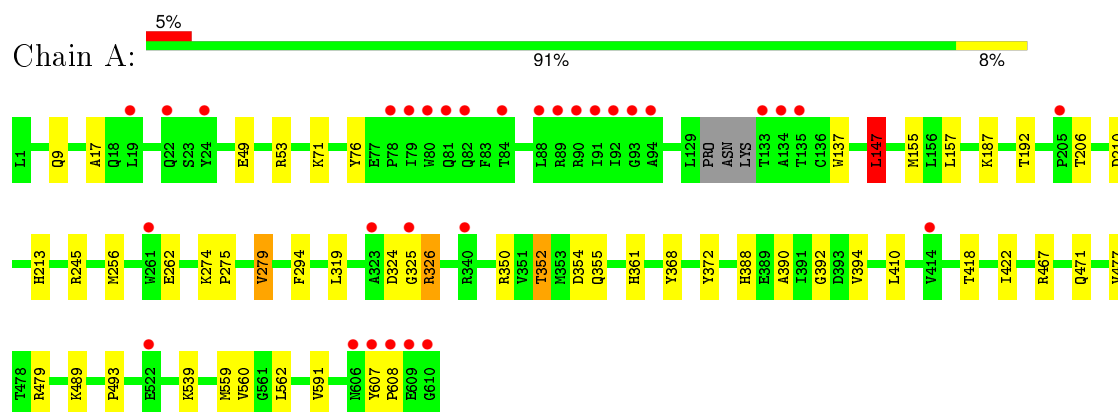 5%
Chain A:
91%
8%
L1 Q9 A17 Q18 L19 Q22 S23 Y24 E49 R53 K71 Y76 E77 P78 I79 W80 Q81 Q82 F83 T84 L88 R89 R90 I91 I92 G93 A94 L129 PRO ASN LYS T133 A134 T135 C136 W137 L147 M155 L156 L157 K187 T192 P205 T206
H213 R245 M256 W261 E262 K274 P275 V279 F294 L319 A323 D324 G325 R326 R340 R350 V351 T352 M353 D354 Q355 H361 Y368 Y372 H388 E389 A390 I391 G392 D393 V394 L410 V414 T418 I422 R467 Q471 V477
T478 R479 K489 P493 E522 K539 M559 V560 G561 L562 V591 N606 Y607 P608 E609 G610